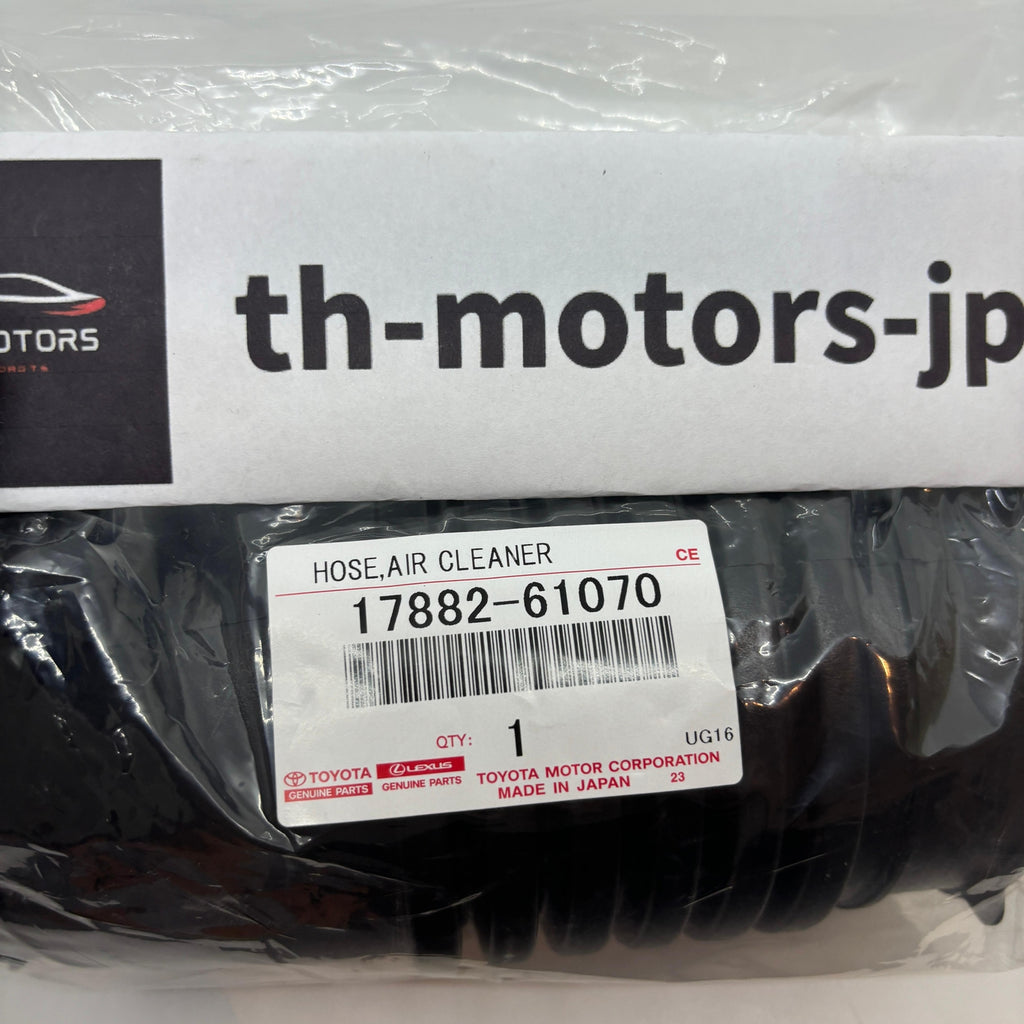 th-motors-jp
OTORS
HOSE,AIR CLEANER
CE
17882-61070
QTY: 1
UG16
TOYOTA
GENUINE PARTS
LEXUS
GENUINE PARTS
TOYOTA MOTOR CORPORATION
MADE IN JAPAN
23